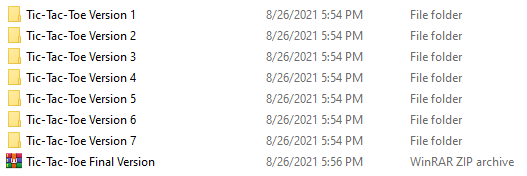 Tic-Tac-Toe Version 1 8/26/2021 5:54 PM File folder
Tic-Tac-Toe Version 2 8/26/2021 5:54 PM File folder
Tic-Tac-Toe Version 3 8/26/2021 5:54 PM File folder
Tic-Tac-Toe Version 4 8/26/2021 5:54 PM File folder
Tic-Tac-Toe Version 5 8/26/2021 5:54 PM File folder
Tic-Tac-Toe Version 6 8/26/2021 5:54 PM File folder
Tic-Tac-Toe Version 7 8/26/2021 5:54 PM File folder
Tic-Tac-Toe Final Version 8/26/2021 5:56 PM WinRAR ZIP archive